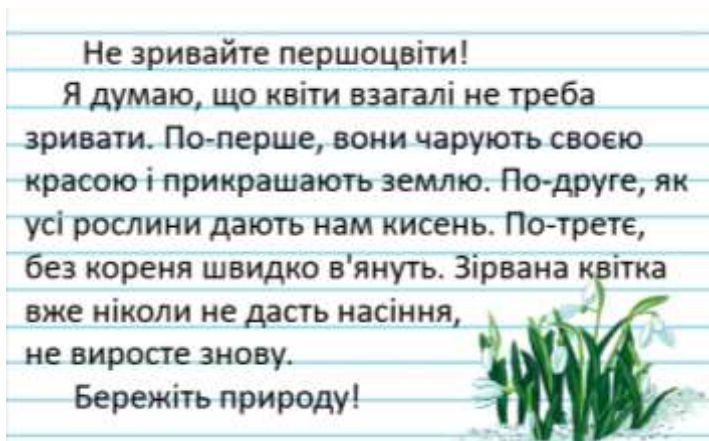 Не зривайте першоцвіти!
Я думаю, що квіти взагалі не треба
зривати. По-перше, вони чарують своєю
красою і прикрашають землю. По-друге, як
усі рослини дають нам кисень. По-третє,
без кореня швидко в'януть. Зірвана квітка
вже ніколи не дасть насіння,
не виросте знову.
Бережіть природу!